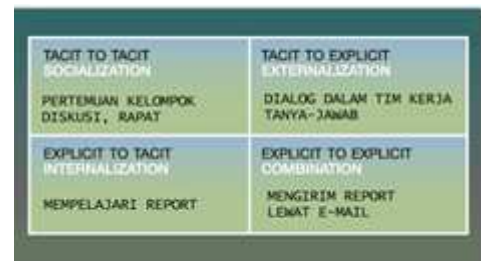 TACIT TO TACIT
SOCIALIZATION
PERTEMUAN KELOMPOK
DISKUSI, RAPAT
TACIT TO EXPLICIT
EXTERNALIZATION
DIALOG DALAM TIM KERJA
TANYA-JAWAB
EXPLICIT TO TACIT
INTERNALIZATION
MEMPELAJARI REPORT
EXPLICIT TO EXPLICIT
COMBINATION
MENGIRIM REPORT
LEWAT E-MAIL